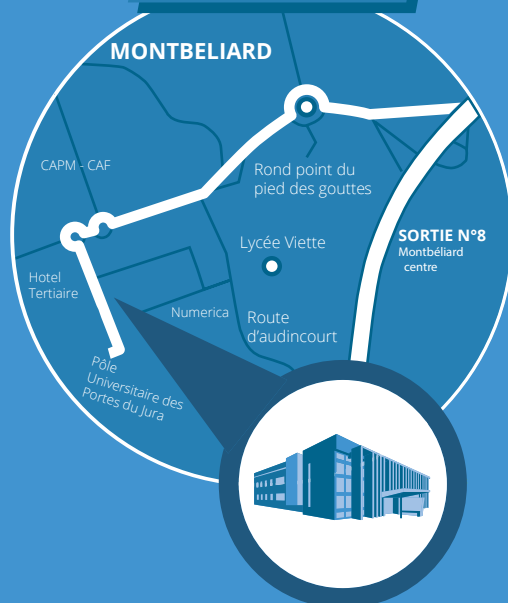 MONTBELIARD
CAPM - CAF
Rond point du
pied des gouttes
Lycée Viette
SORTIE N°8
Montbéliard
centre
Hotel
Tertiaire
Numerica
Route
d'audincourt
Pôle
Universitaire des
Portes du Jura